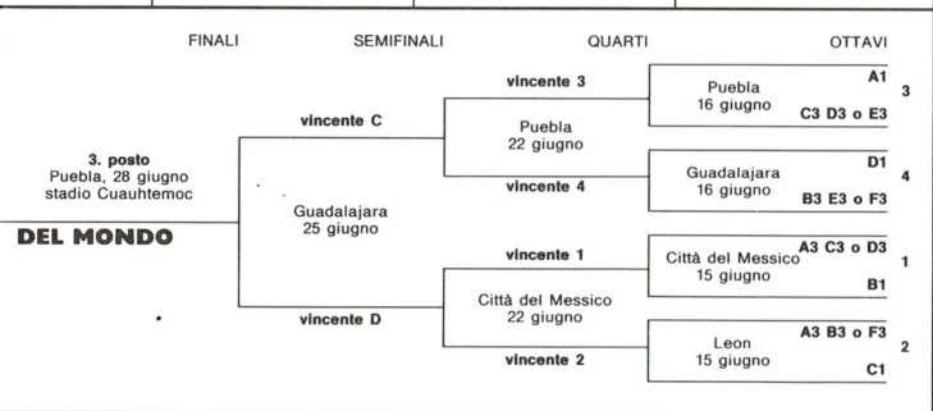 FINALI SEMIFINALI QUARTI OTTAVI
3. posto
Puebla, 28 giugno
stadio Cuauhtemoc
DEL MONDO
vincente C
Guadalajara
25 giugno
vincente D
vincente 3
Puebla
22 giugno
vincente 4
vincente 1
Città del Messico
22 giugno
vincente 2
A1
Puebla
16 giugno
C3 D3 o E3
3
D1
Guadalajara
16 giugno
B3 E3 o F3
4
A3 C3 o D3
Città del Messico
15 giugno
B1
1
A3 B3 o F3
Leon
15 giugno
C1
2